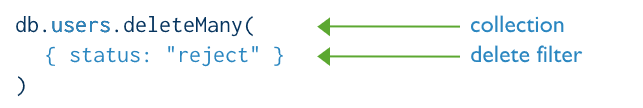 db.users.deleteMany( collection
{ status: "reject" } delete filter
)